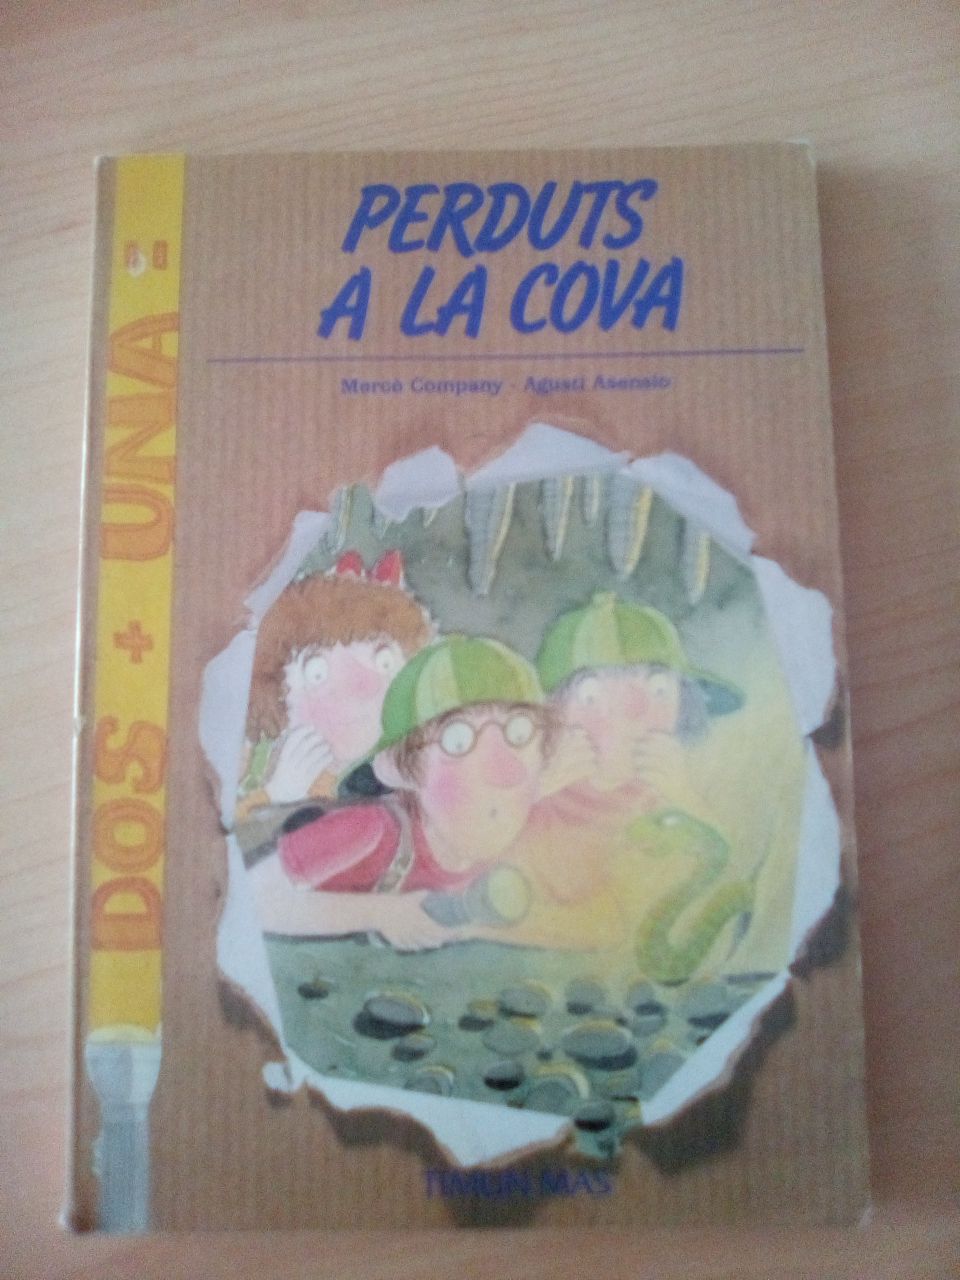 PERDUTS
A LA COVA
Mercè Company · Agustí Asensio
DOS + UNA =
TIMUN MAS